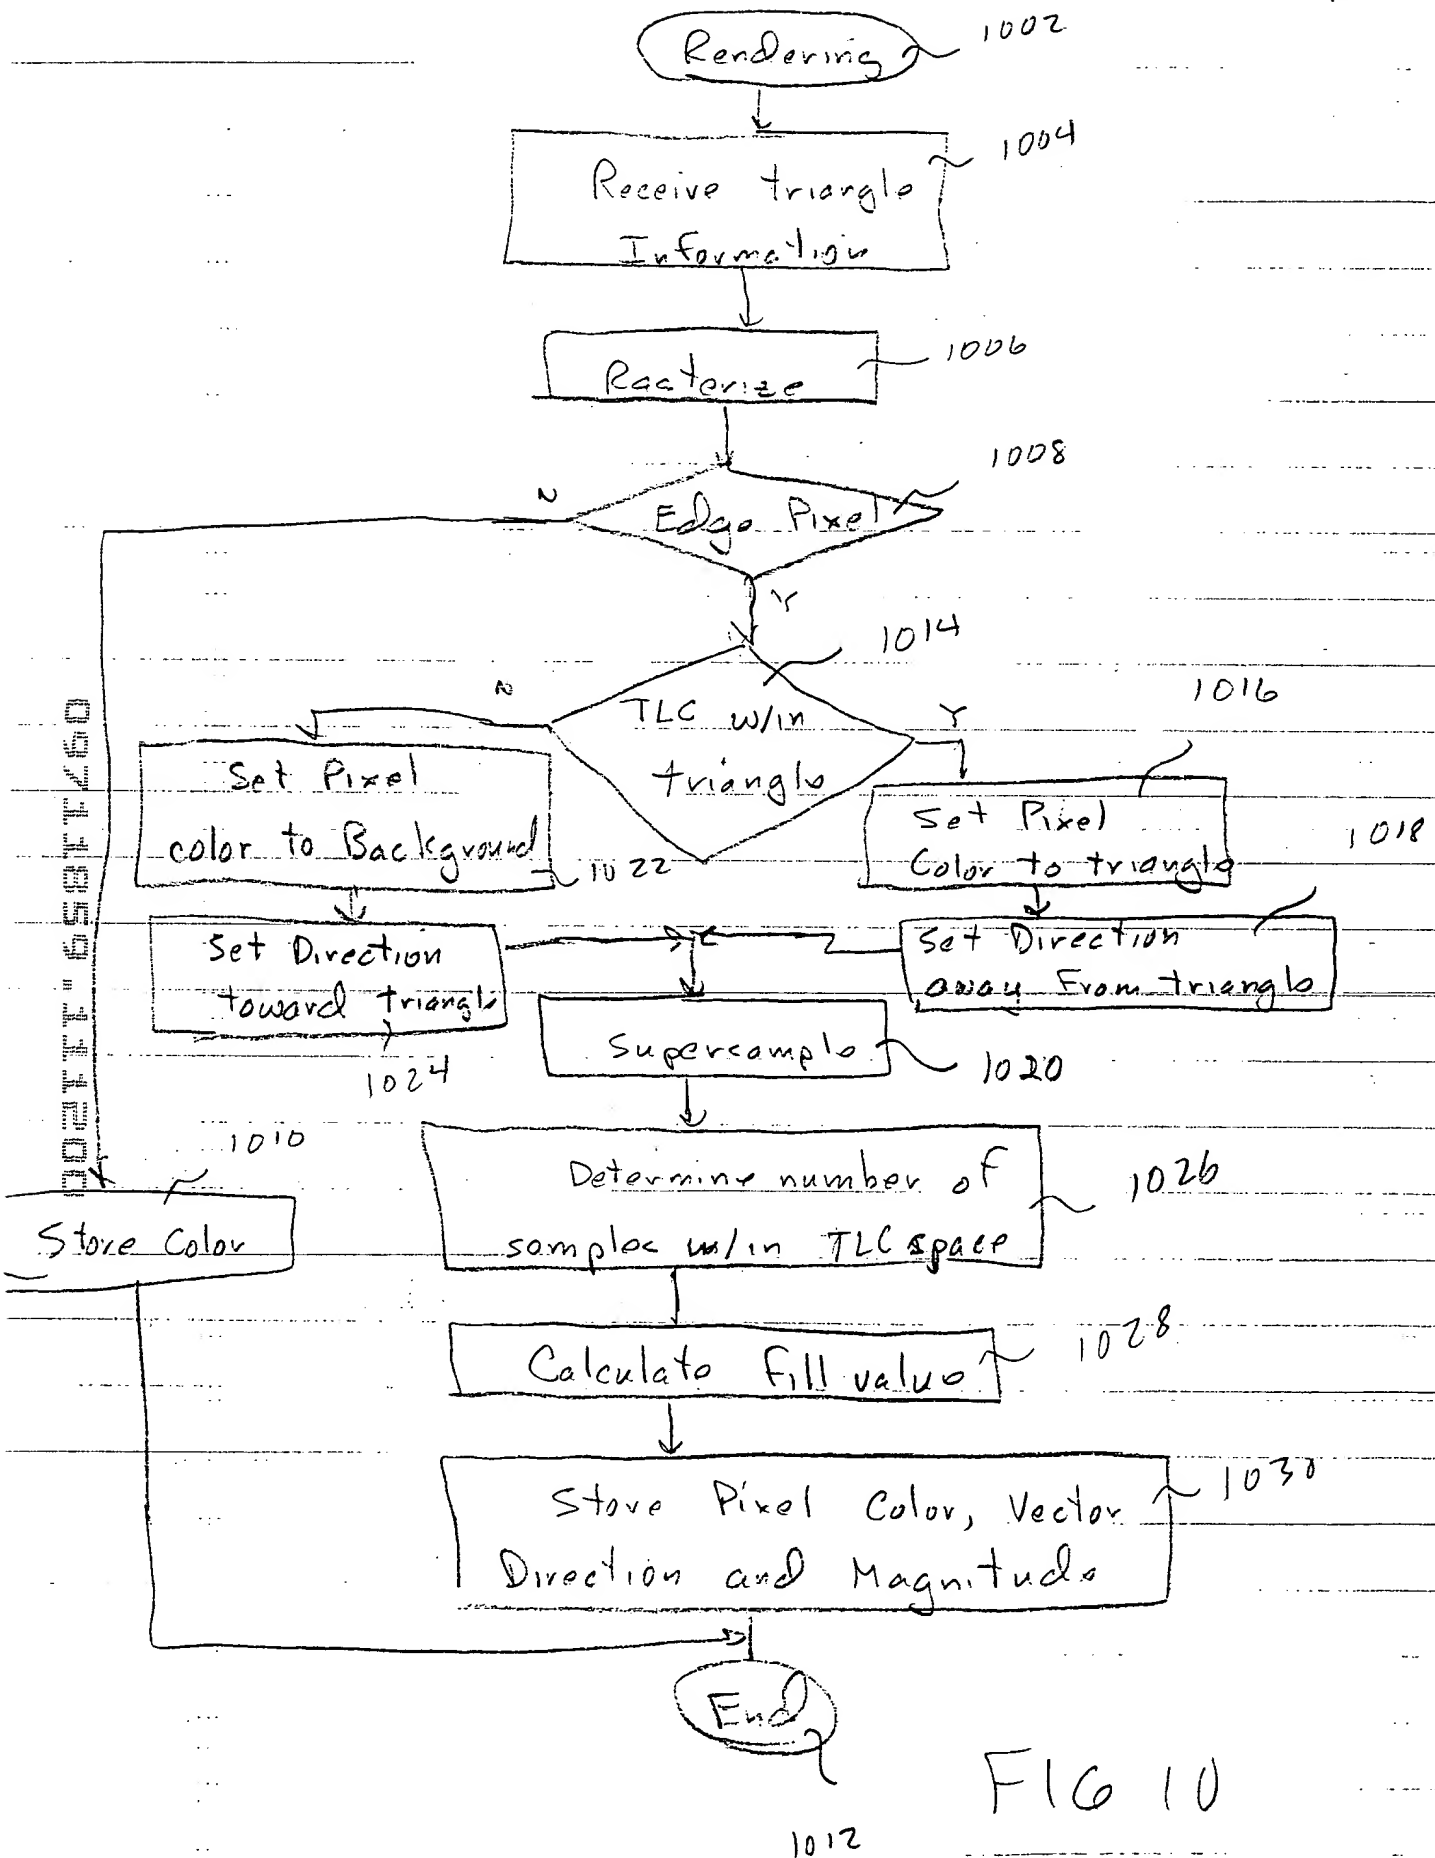 Rendering 1002
Receive triangle 1004
Information
Rasterize 1006
Edge Pixel 1008
N
Y
TLC w/in 1014
triangle
N
Y
1016
Set Pixel
color to Background
1022
Set Pixel
Color to triangle
1018
Set Direction
toward triangle
1024
Set Direction
away From triangle
Supersample 1020
Determine number of 1026
samples w/in TLC space
1010
Store Color
Calculate Fill value 1028
Store Pixel Color, Vector 1030
Direction and Magnitude
End
1012
FIG 10
09711856.111200